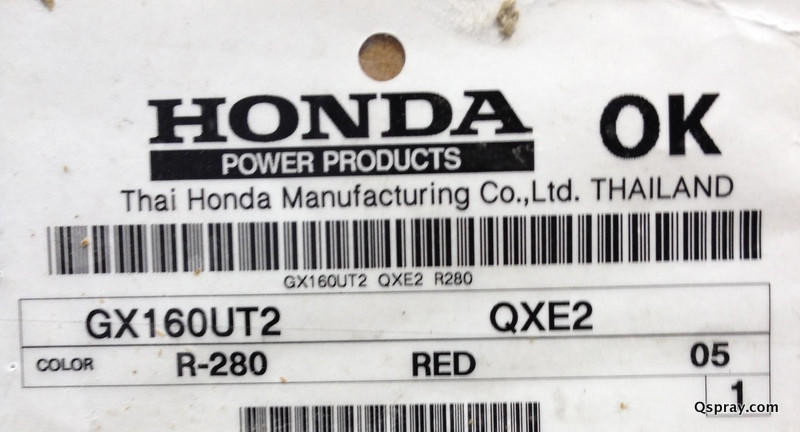 HONDA OK
POWER PRODUCTS
Thai Honda Manufacturing Co.,Ltd. THAILAND
GX160UT2 QXE2 R280
GX160UT2 QXE2
COLOR R-280 RED 05
1
Qspray.com